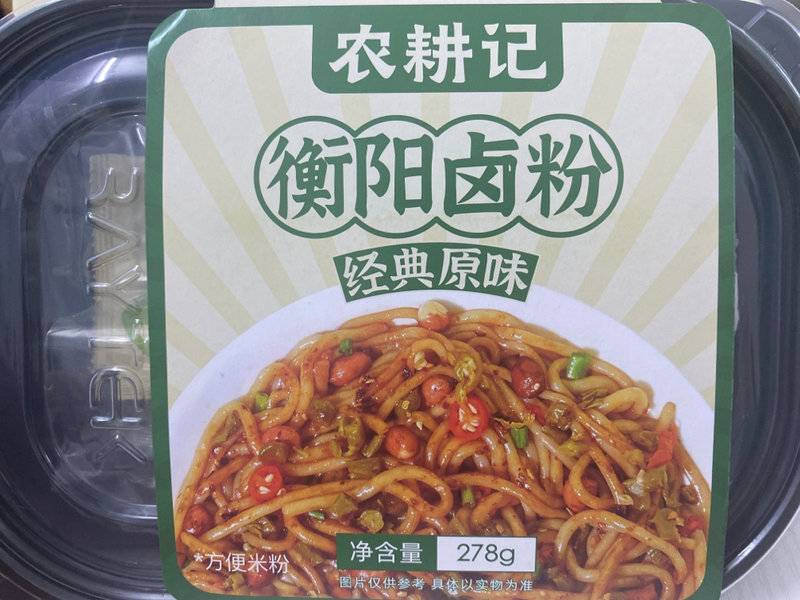 农耕记
衡阳卤粉
经典原味
*方便米粉
净含量 278g
图片仅供参考 具体以实物为准